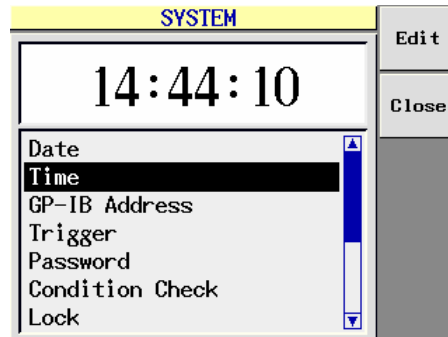 SYSTEM
14:44:10
Date
Time
GP-IB Address
Trigger
Password
Condition Check
Lock
Edit
Close